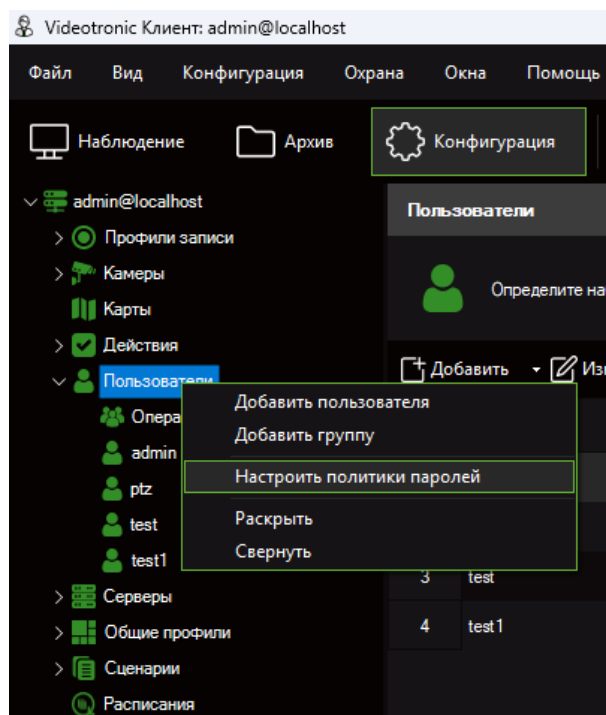 Videotronic Клиент: admin@localhost
Файл Вид Конфигурация Охрана Окна Помощь
Наблюдение Архив Конфигурация
admin@localhost
Профили записи
Камеры
Карты
Действия
Пользователи
admin
ptz
test
test1
Серверы
Общие профили
Сценарии
Расписания
Пользователи
Определите
Добавить
Добавить пользователя
Добавить группу
Настроить политики паролей
Раскрыть
Свернуть
3 test
4 test1